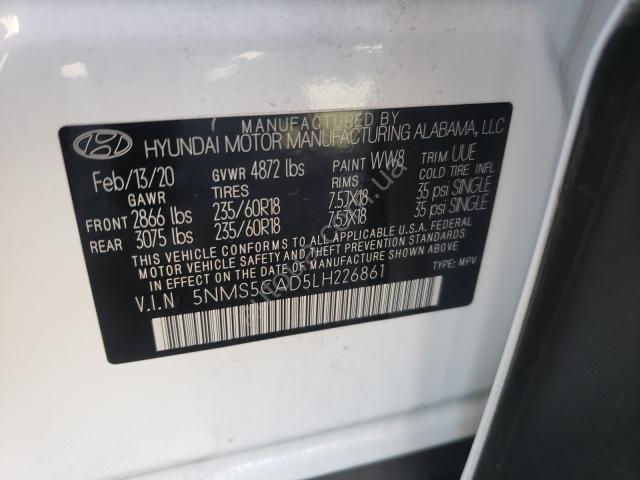 MANUFACTURED BY
HYUNDAI MOTOR MANUFACTURING ALABAMA, LLC
Feb/13/20 GVWR 4872 lbs PAINT WW8 TRIM UUE
GAWR TIRES RIMS COLD TIRE INFL
FRONT 2866 lbs 235/60R18 7.5JX18 35 psi SINGLE
REAR 3075 lbs 235/60R18 7.5JX18 35 psi SINGLE
THIS VEHICLE CONFORMS TO ALL APPLICABLE U.S.A. FEDERAL
MOTOR VEHICLE SAFETY AND THEFT PREVENTION STANDARDS
IN EFFECT ON THE DATE OF MANUFACTURE SHOWN ABOVE.
V.I.N 5NMS5CAD5LH226861 TYPE: MPV